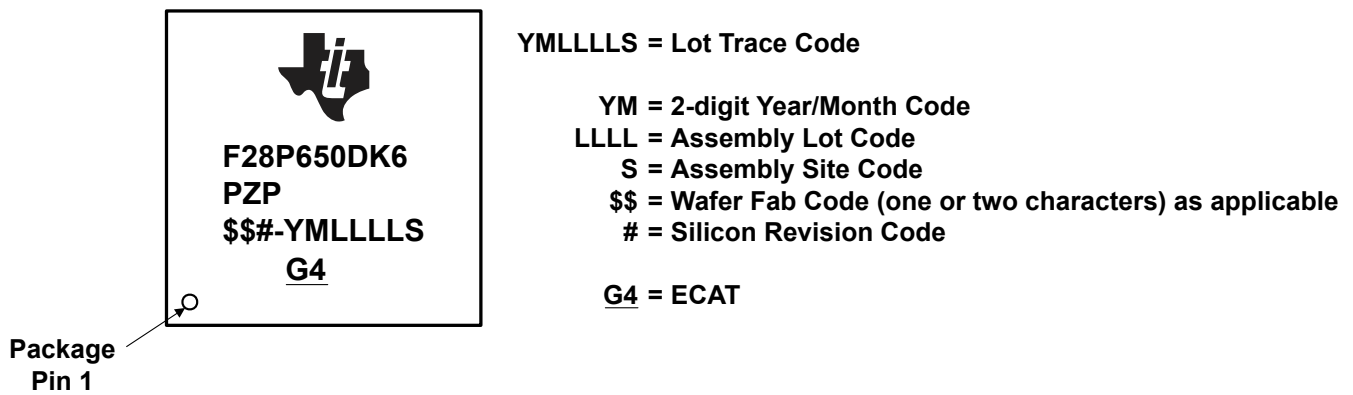 F28P650DK6
PZP
$$#-YMLLLLS
G4
Package
Pin 1
YMLLLLS = Lot Trace Code
YM = 2-digit Year/Month Code
LLLL = Assembly Lot Code
S = Assembly Site Code
$$ = Wafer Fab Code (one or two characters) as applicable
# = Silicon Revision Code
G4 = ECAT